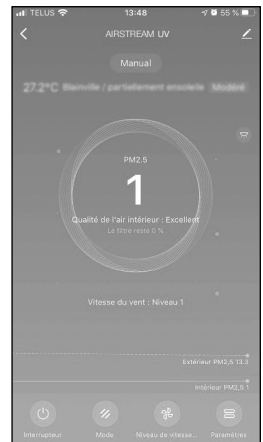 TELUS 13:48 55 %
AIRSTREAM UV
Manual
27.2°C Blainville / partiellement ensoleillé Modéré
PM2.5
1
Qualité de l'air intérieur : Excellent
Le filtre reste 0 %
Vitesse du vent : Niveau 1
Extérieur PM2,5 13.3
Intérieur PM2,5 1
Interrupteur Mode Niveau de vitesse... Paramètres